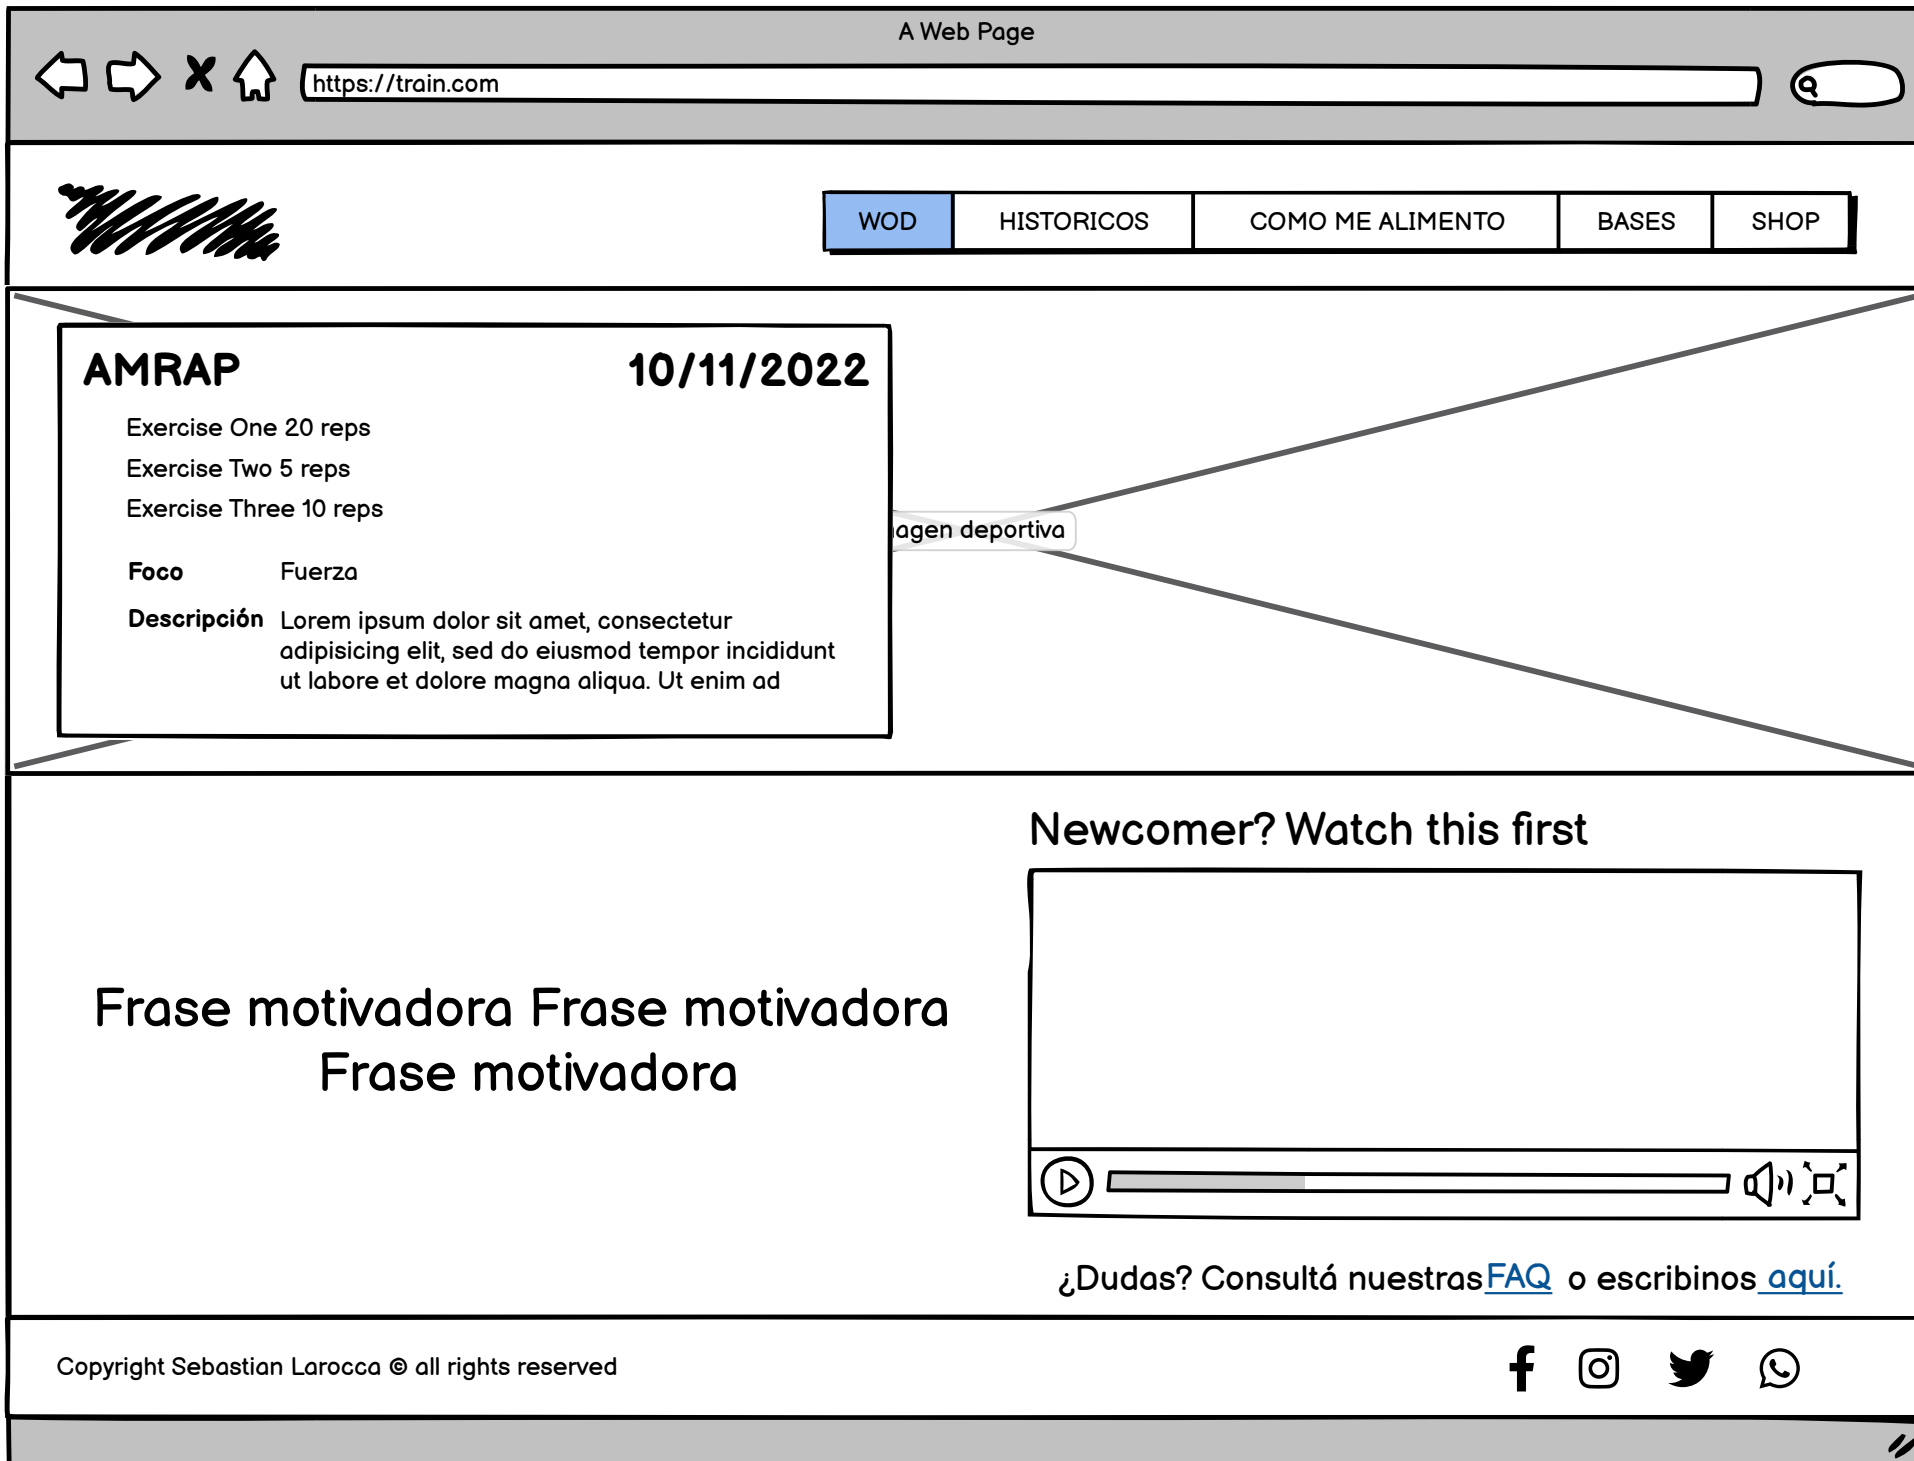 A Web Page
https://train.com
WOD HISTORICOS COMO ME ALIMENTO BASES SHOP
AMRAP 10/11/2022
Exercise One 20 reps
Exercise Two 5 reps
Exercise Three 10 reps
deportiva
Foco Fuerza
Descripción Lorem ipsum dolor sit amet, consectetur
adipisicing elit, sed do eiusmod tempor incididunt
ut labore et dolore magna aliqua. Ut enim ad
Newcomer? Watch this first
Frase motivadora Frase motivadora
Frase motivadora
¿Dudas? Consultá nuestras FAQ o escribinos aquí.
Copyright Sebastian Larocca © all rights reserved